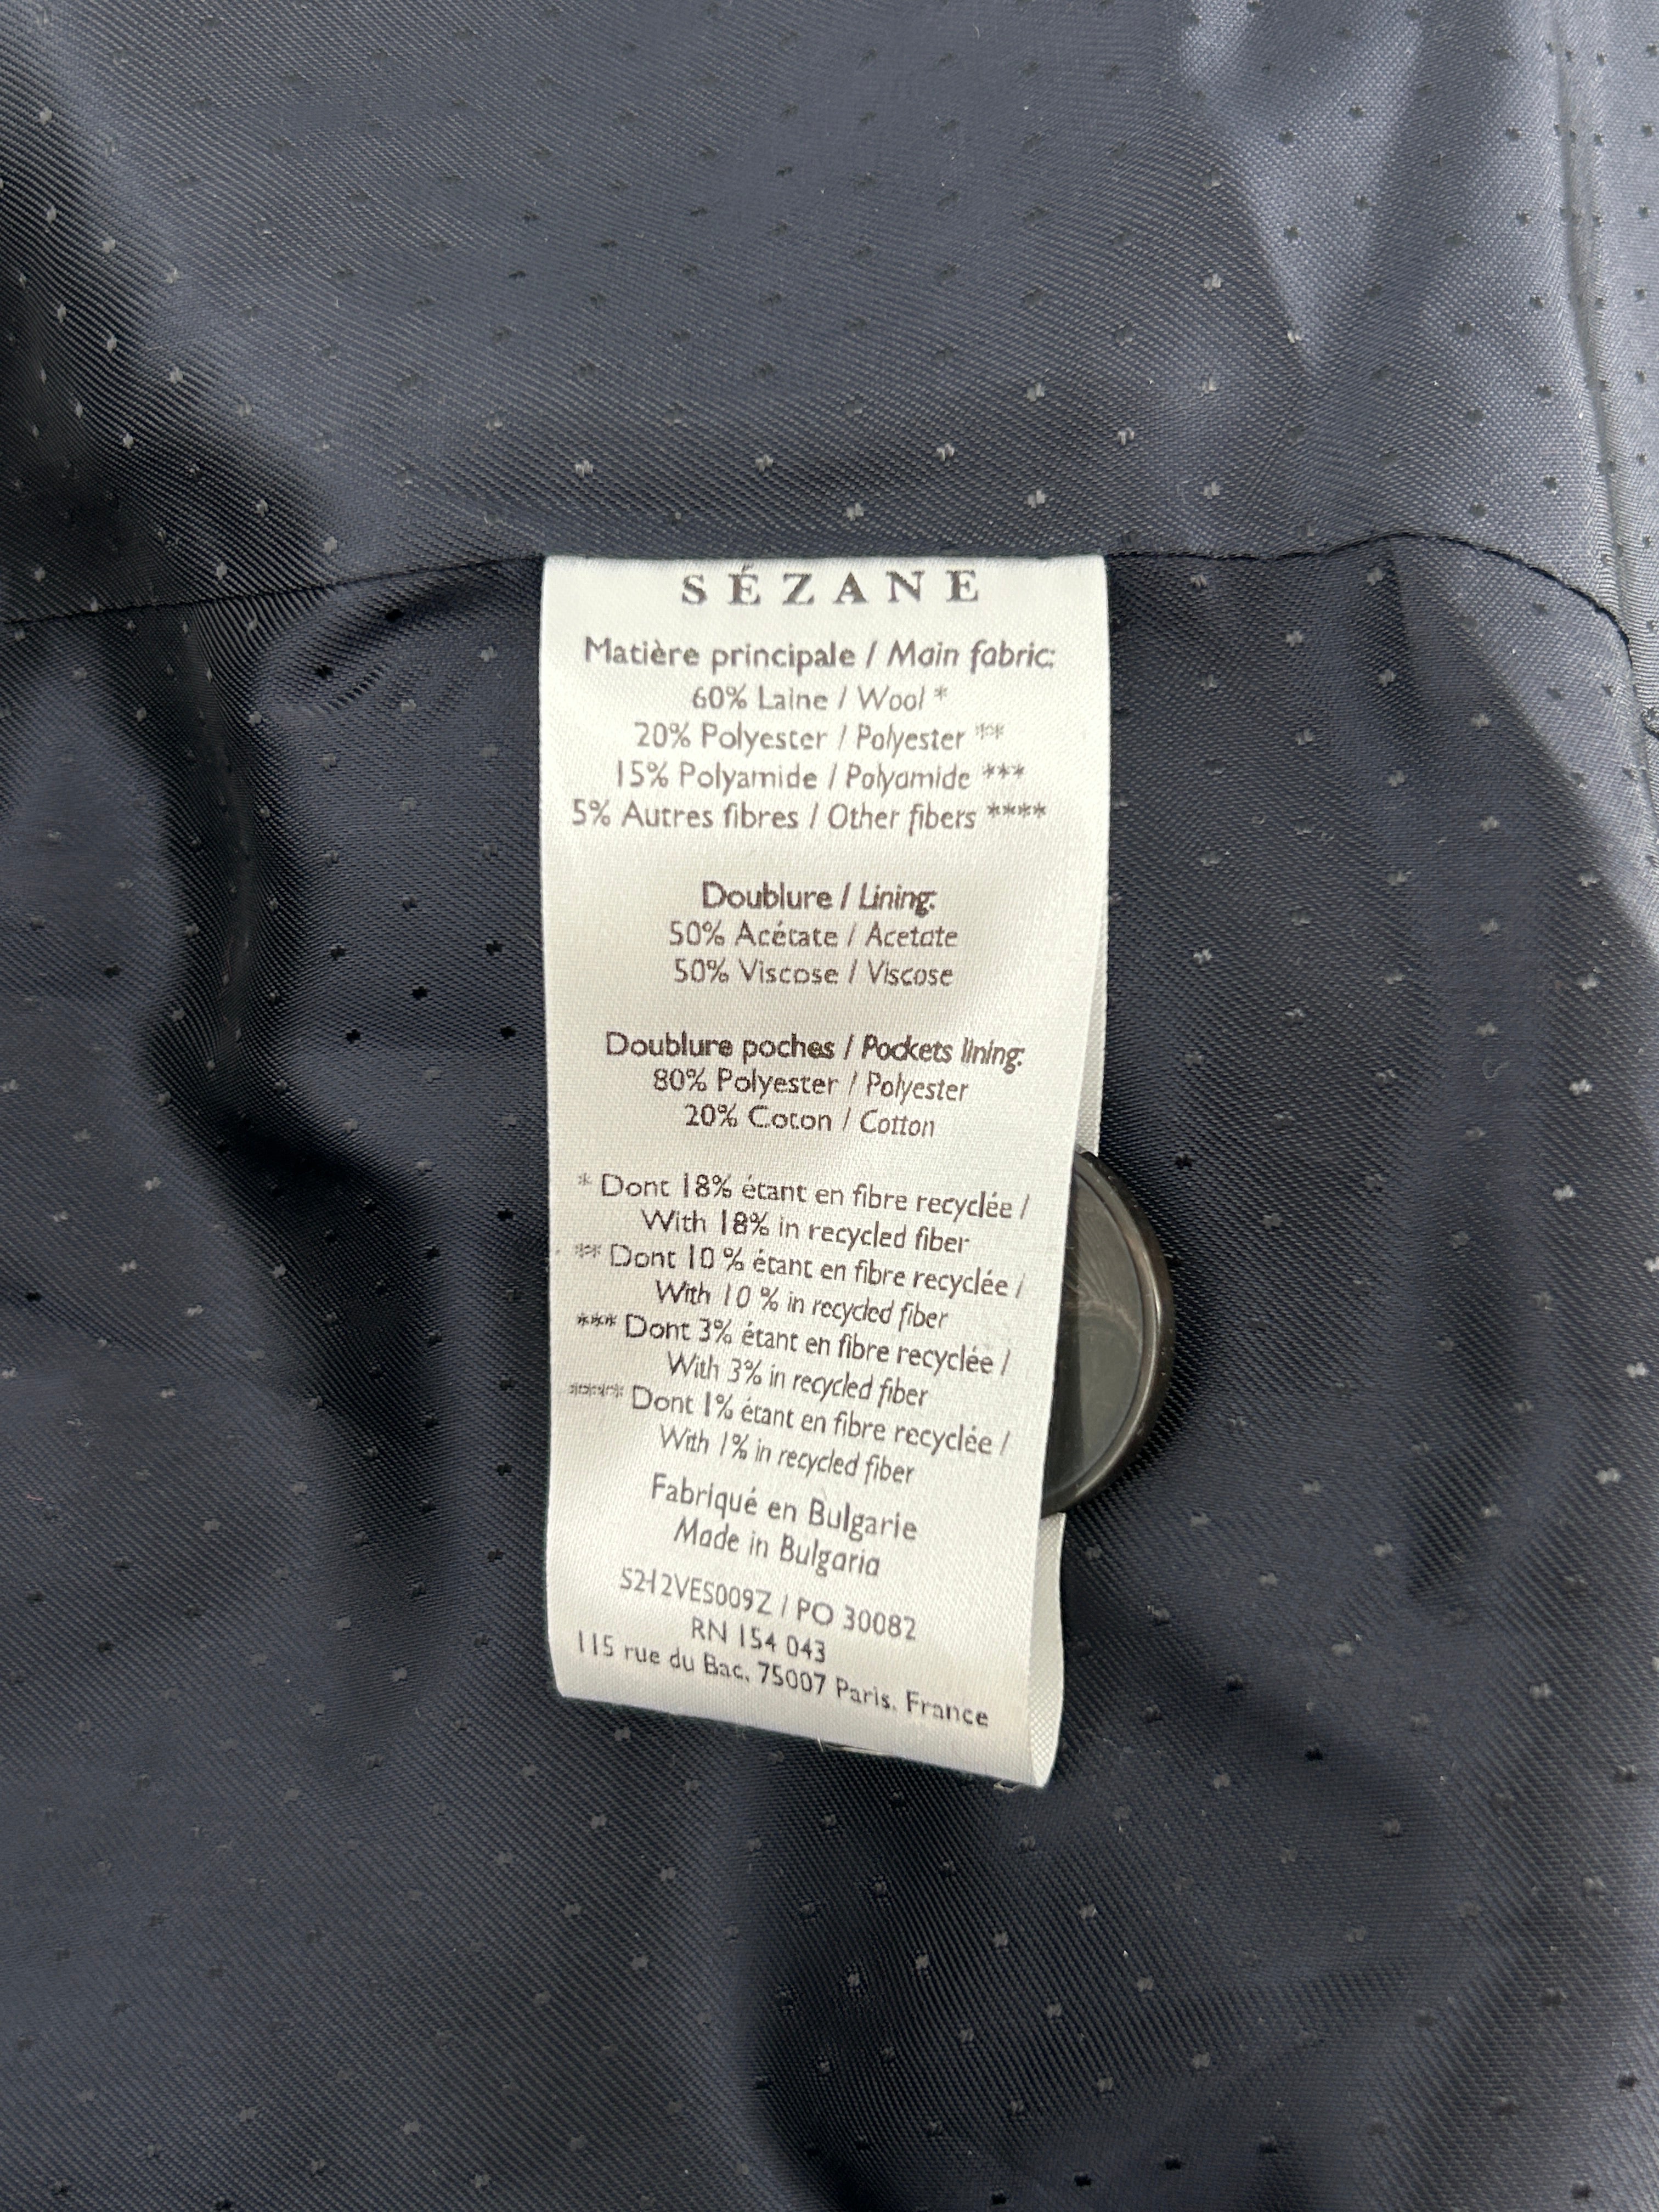 SÉZANE
Matière principale / Main fabric:
60% Laine / Wool *
20% Polyester / Polyester **
15% Polyamide / Polyamide ***
5% Autres fibres / Other fibers ****
Doublure / Lining:
50% Acétate / Acetate
50% Viscose / Viscose
Doublure poches / Pockets lining:
80% Polyester / Polyester
20% Coton / Cotton
* Dont 18% étant en fibre recyclée /
With 18% in recycled fiber
** Dont 10 % étant en fibre recyclée /
With 10 % in recycled fiber
*** Dont 3% étant en fibre recyclée /
With 3% in recycled fiber
**** Dont 1% étant en fibre recyclée /
With 1% in recycled fiber
Fabriqué en Bulgarie
Made in Bulgaria
/ PO 30082
RN 154 043
115 rue du Bac, 75007 Paris, France